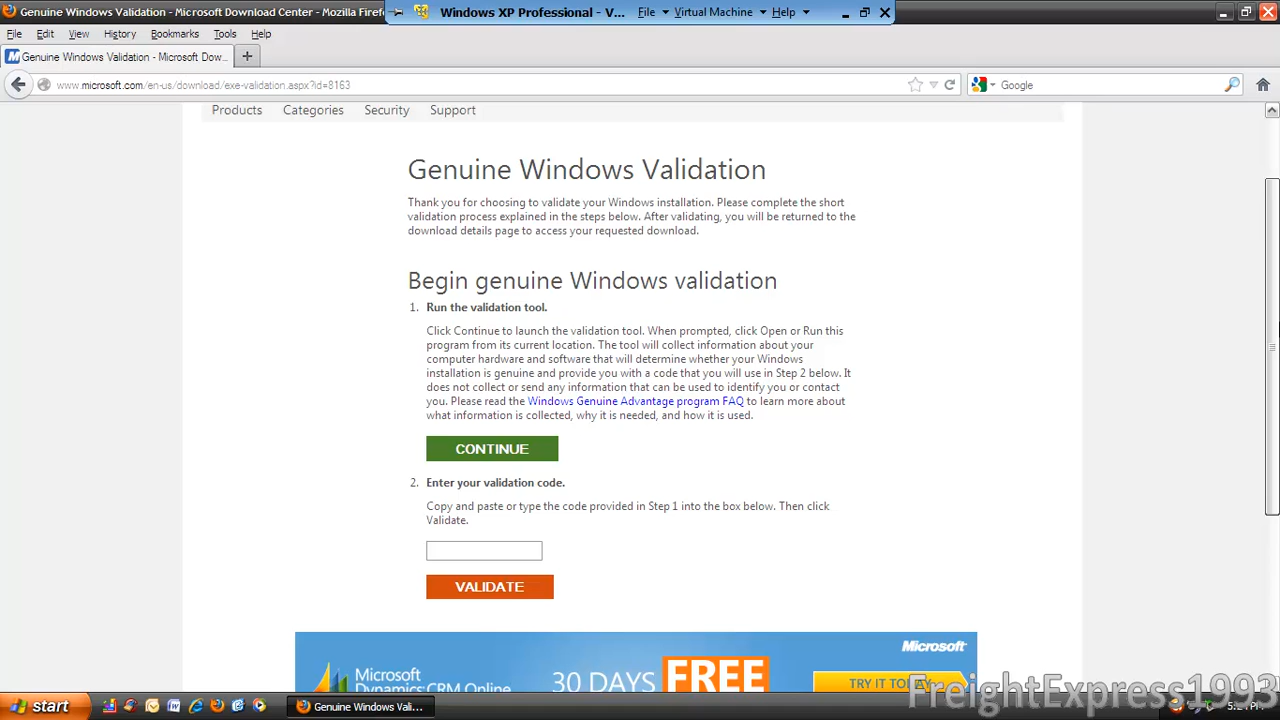 Genuine Windows Validation - Microsoft Download Center - Mozilla Firef
Windows XP Professional - V... File Virtual Machine Help
File Edit View History Bookmarks Tools Help
Genuine Windows Validation - Microsoft Dow...
www.microsoft.com/en-us/download/exe-validation.aspx?id=8163
Google
Products Categories Security Support
Genuine Windows Validation
Thank you for choosing to validate your Windows installation. Please complete the short
validation process explained in the steps below. After validating, you will be returned to the
download details page to access your requested download.
Begin genuine Windows validation
1. Run the validation tool.
Click Continue to launch the validation tool. When prompted, click Open or Run this
program from its current location. The tool will collect information about your
computer hardware and software that will determine whether your Windows
installation is genuine and provide you with a code that you will use in Step 2 below. It
does not collect or send any information that can be used to identify you or contact
you. Please read the Windows Genuine Advantage program FAQ to learn more about
what information is collected, why it is needed, and how it is used.
CONTINUE
2. Enter your validation code.
Copy and paste or type the code provided in Step 1 into the box below. Then click
Validate.
VALIDATE
Microsoft
Microsoft
Dynamics CRM Online
30 DAYS FREE
TRY IT TODAY
FreightExpress1993
start
Genuine Windows Vali...